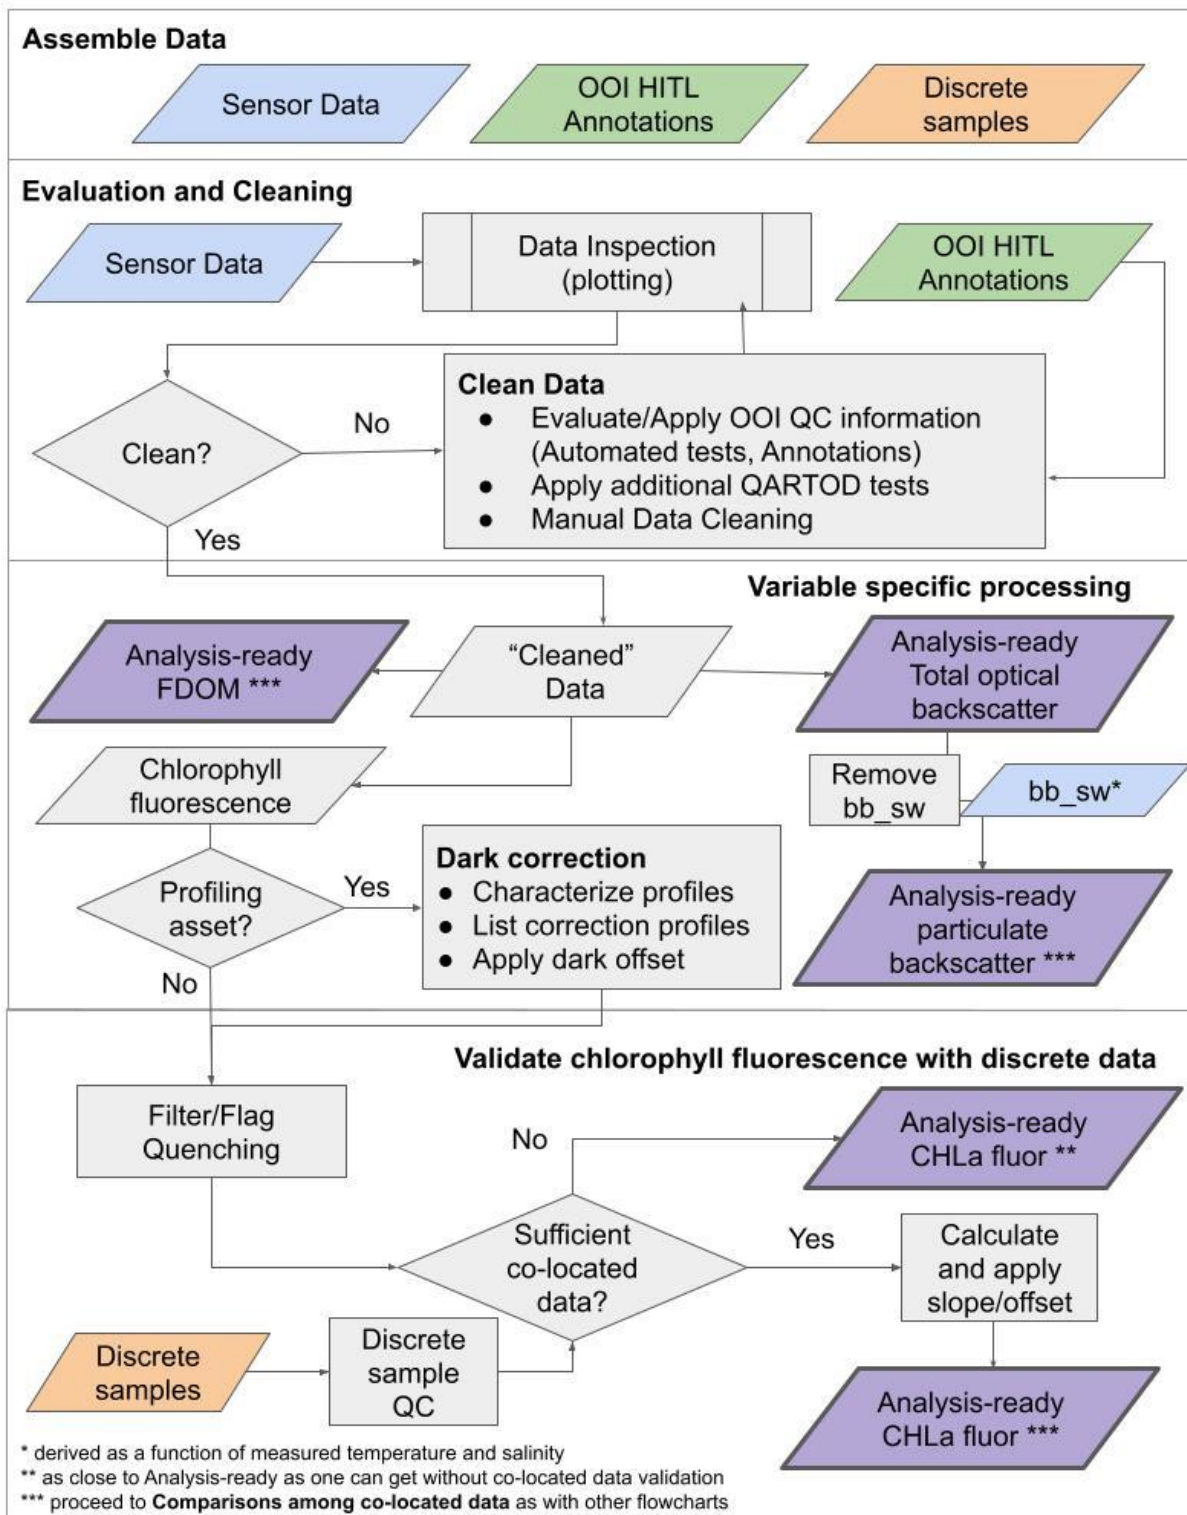 Assemble Data
Sensor Data
OOI HITL
Annotations
Discrete
samples
Evaluation and Cleaning
Sensor Data
Data Inspection
(plotting)
OOI HITL
Annotations
Clean?
No
Clean Data
● Evaluate/Apply OOI QC information
(Automated tests, Annotations)
● Apply additional QARTOD tests
● Manual Data Cleaning
Yes
Variable specific processing
Analysis-ready
FDOM ***
“Cleaned”
Data
Analysis-ready
Total optical
backscatter
Chlorophyll
fluorescence
Remove
bb_sw
bb_sw*
Profiling
asset?
Yes
Dark correction
● Characterize profiles
● List correction profiles
● Apply dark offset
Analysis-ready
particulate
backscatter ***
No
Validate chlorophyll fluorescence with discrete data
Filter/Flag
Quenching
No
Analysis-ready
CHLa fluor **
Sufficient
co-located
data?
Yes
Calculate
and apply
slope/offset
Discrete
samples
Discrete
sample
QC
Analysis-ready
CHLa fluor ***
* derived as a function of measured temperature and salinity
** as close to Analysis-ready as one can get without co-located data validation
*** proceed to Comparisons among co-located data as with other flowcharts